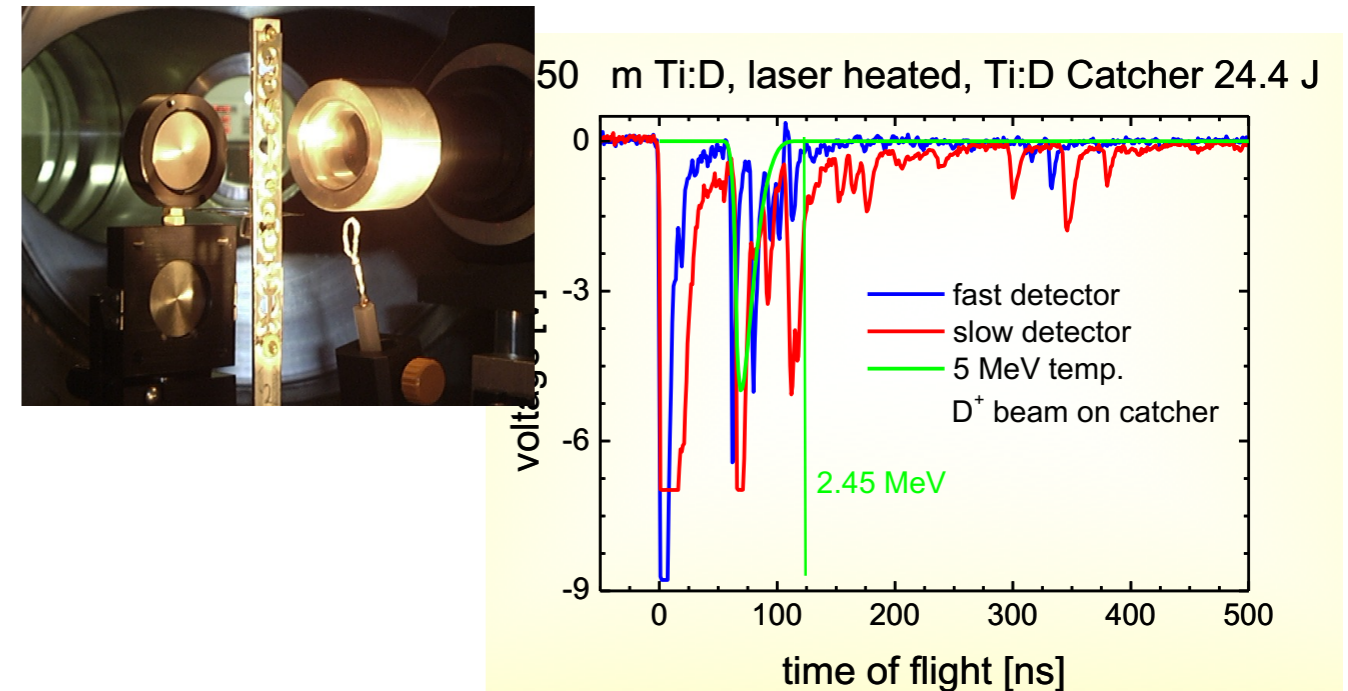 50 m Ti:D, laser heated, Ti:D Catcher 24.4 J
0
-3
-6
-9
fast detector
slow detector
5 MeV temp.
D⁺ beam on catcher
2.45 MeV
0 100 200 300 400 500
time of flight [ns]